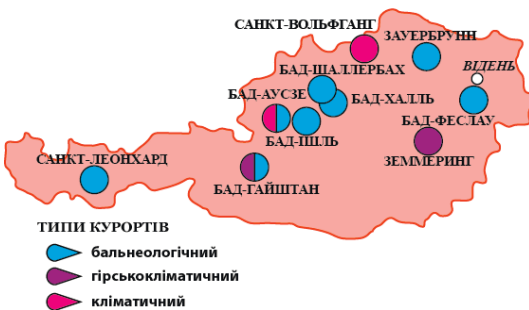 САНКТ-ВОЛЬФГАНГ
ЗАУЕРБРУНН
ВІДЕНЬ
БАД-ШАЛЛЕРБАХ
БАД-АУСЗЕ
БАД-ХАЛЛЬ
БАД-ФЕСЛАУ
БАД-ІШЛЬ
ЗЕММЕРИНГ
САНКТ-ЛЕОНХАРД
БАД-ГАЙШТАН
ТИПИ КУРОРТІВ
бальнеологічний
гірськокліматичний
кліматичний